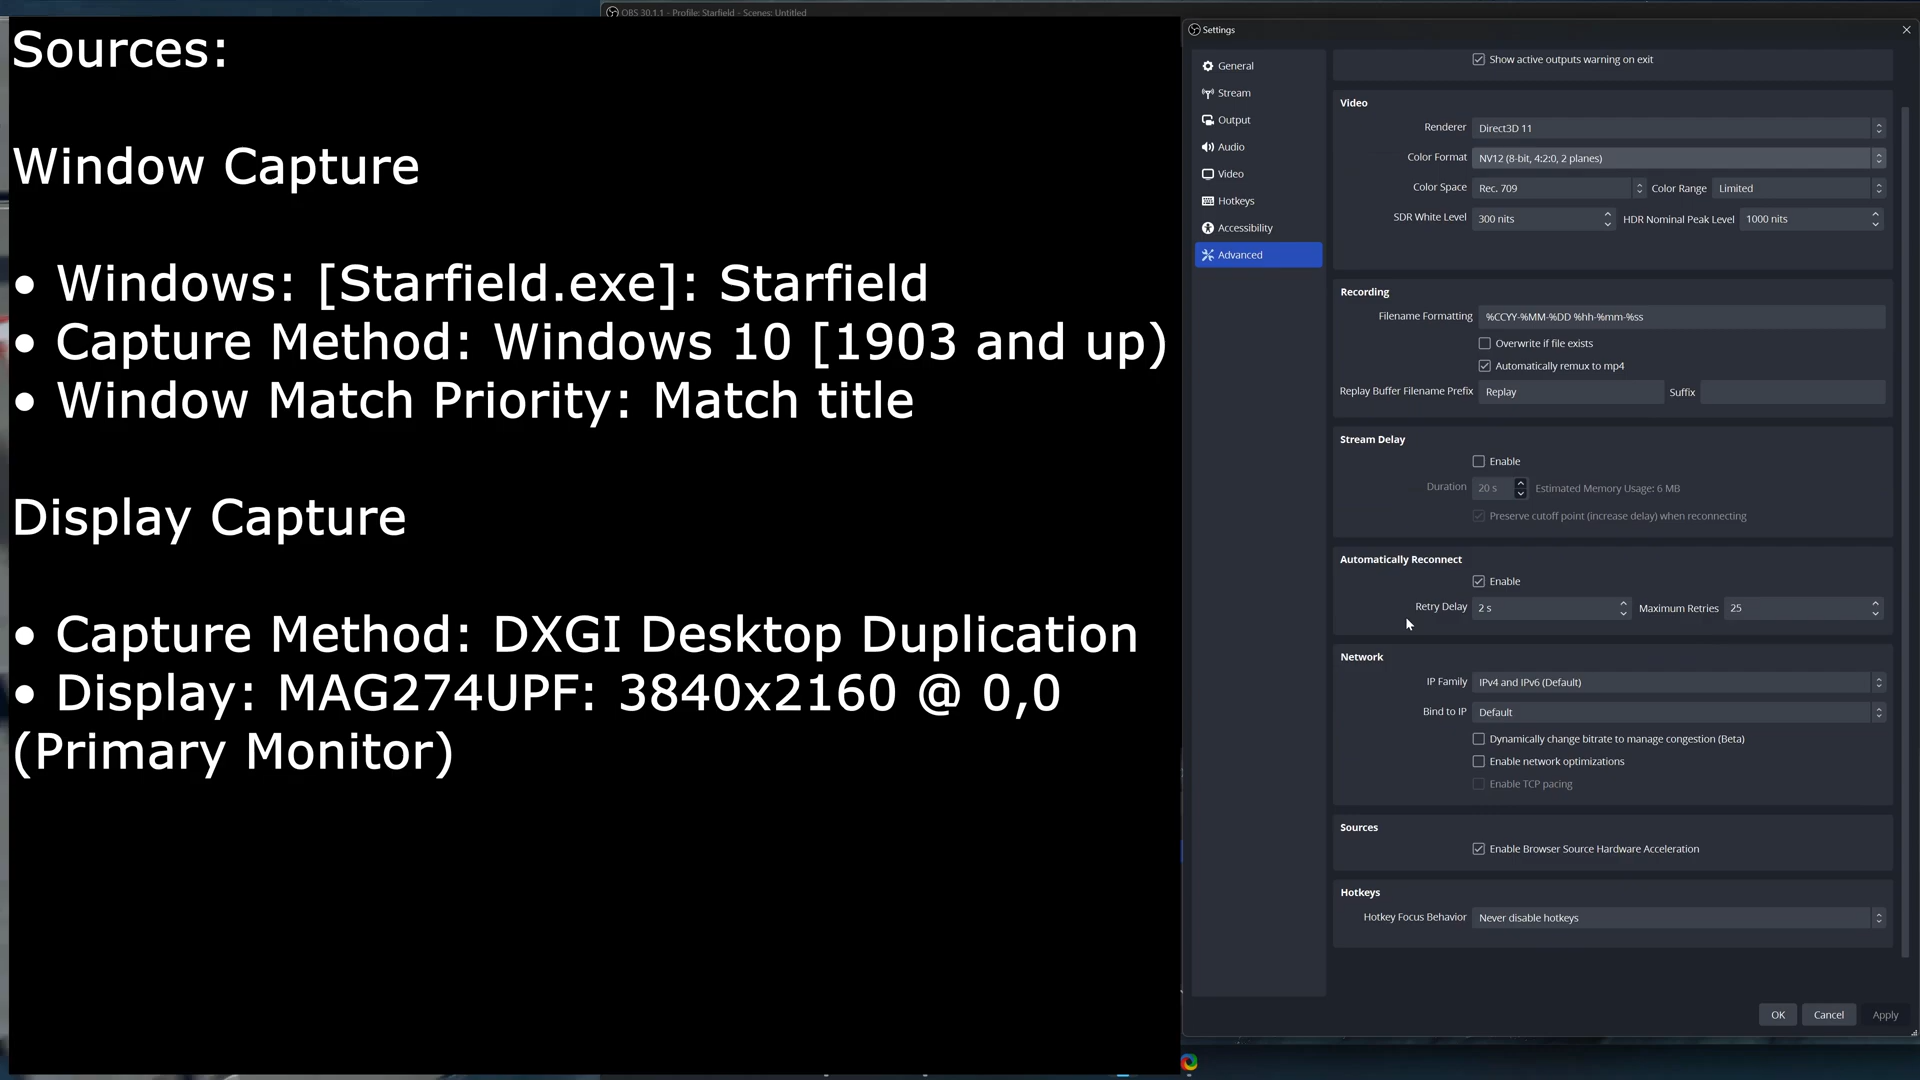 OBS 30.1.1 - Profile: Starfield - Scenes: Untitled
Sources:
Window Capture
• Windows: [Starfield.exe]: Starfield
• Capture Method: Windows 10 [1903 and up)
• Window Match Priority: Match title
Display Capture
• Capture Method: DXGI Desktop Duplication
• Display: MAG274UPF: 3840x2160 @ 0,0
(Primary Monitor)
Settings
General
Stream
Output
Audio
Video
Hotkeys
Accessibility
Advanced
Show active outputs warning on exit
Video
Renderer Direct3D 11
Color Format NV12 (8-bit, 4:2:0, 2 planes)
Color Space Rec. 709 Color Range Limited
SDR White Level 300 nits HDR Nominal Peak Level 1000 nits
Recording
Filename Formatting %CCYY-%MM-%DD %hh-%mm-%ss
Overwrite if file exists
Automatically remux to mp4
Replay Buffer Filename Prefix Replay Suffix
Stream Delay
Enable
Duration 20 s Estimated Memory Usage: 6 MB
Preserve cutoff point (increase delay) when reconnecting
Automatically Reconnect
Enable
Retry Delay 2 s Maximum Retries 25
Network
IP Family IPv4 and IPv6 (Default)
Bind to IP Default
Dynamically change bitrate to manage congestion (Beta)
Enable network optimizations
Enable TCP pacing
Sources
Enable Browser Source Hardware Acceleration
Hotkeys
Hotkey Focus Behavior Never disable hotkeys
OK Cancel Apply